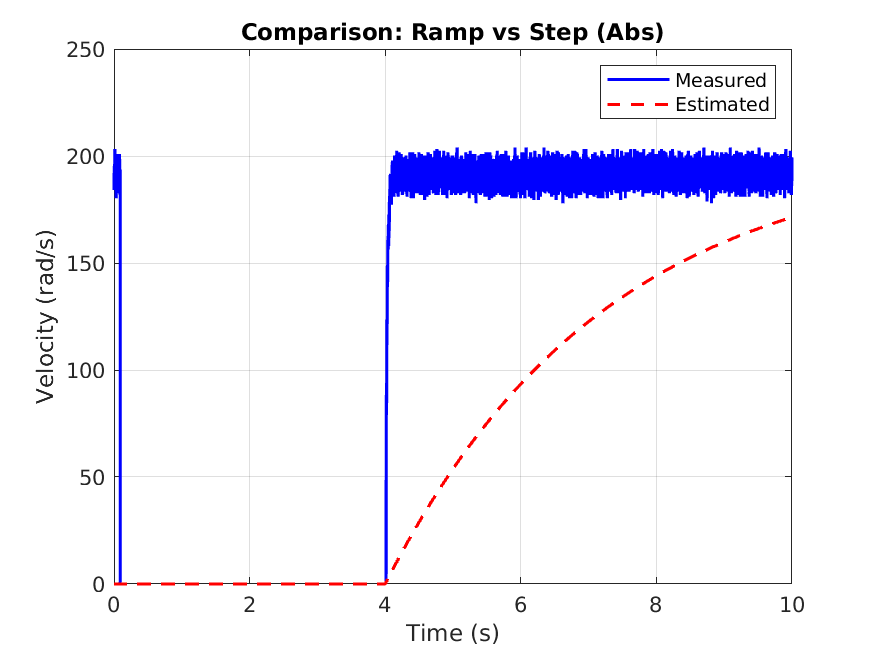 Comparison: Ramp vs Step (Abs)
250
200
150
100
50
0
Velocity (rad/s)
Measured
Estimated
0 2 4 6 8 10
Time (s)